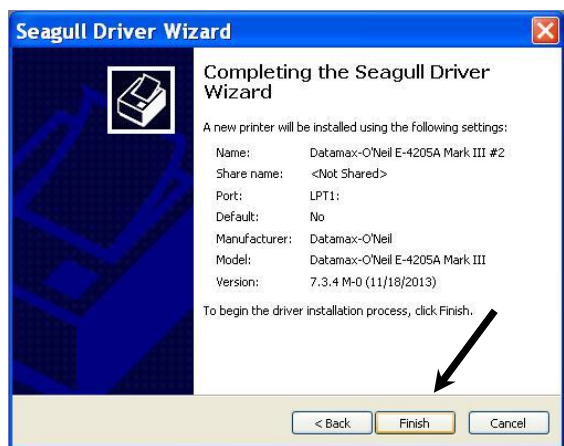 Seagull Driver Wizard
Completing the Seagull Driver
Wizard
A new printer will be installed using the following settings:
Name: Datamax-O'Neil E-4205A Mark III #2
Share name: <Not Shared>
Port: LPT1:
Default: No
Manufacturer: Datamax-O'Neil
Model: Datamax-O'Neil E-4205A Mark III
Version: 7.3.4 M-0 (11/18/2013)
To begin the driver installation process, click Finish.
< Back Finish Cancel